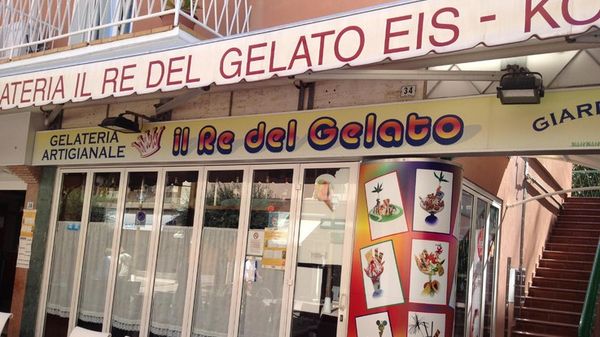 ATERIA IL RE DEL GELATO EIS - KO
34
GELATERIA
ARTIGIANALE
il Re del Gelato
GIAR